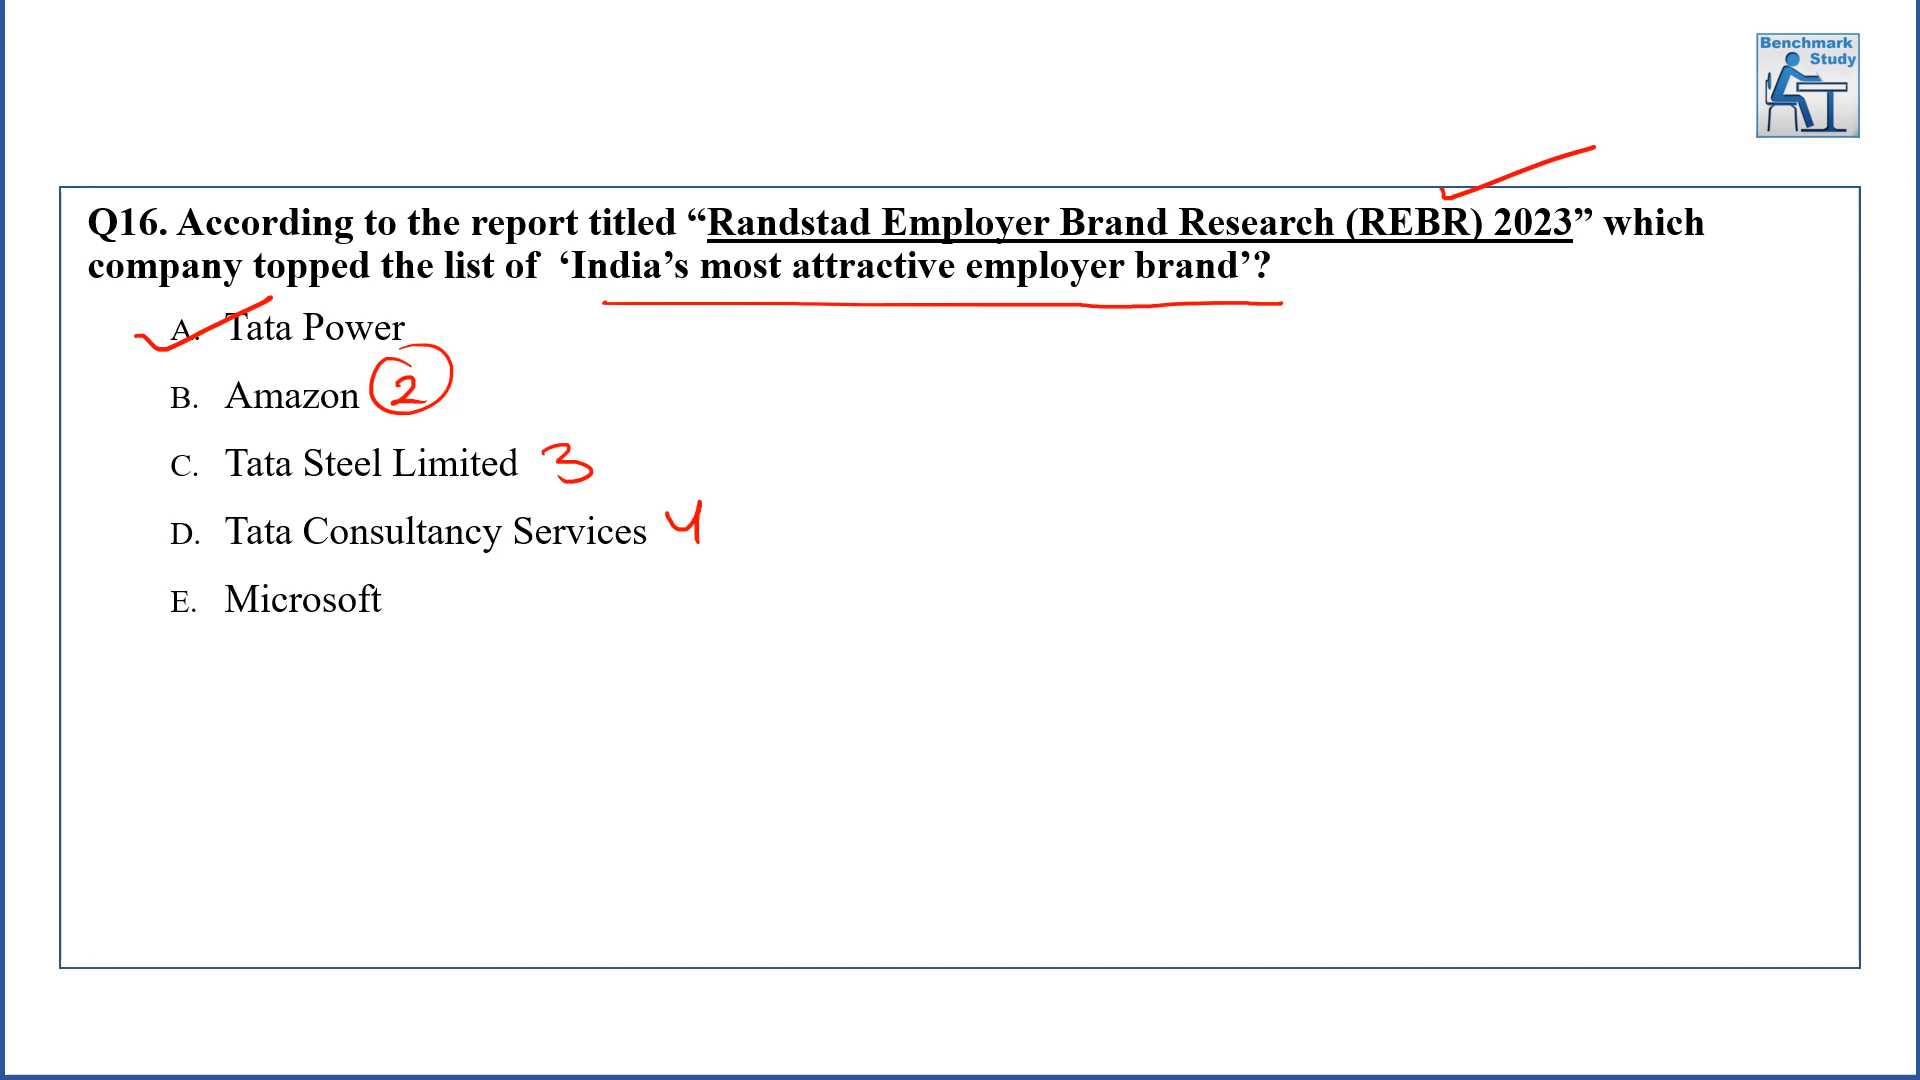 Benchmark
Study
Q16. According to the report titled “Randstad Employer Brand Research (REBR) 2023” which
company topped the list of ‘India’s most attractive employer brand’?
A. Tata Power
B. Amazon 2
C. Tata Steel Limited 3
D. Tata Consultancy Services 4
E. Microsoft